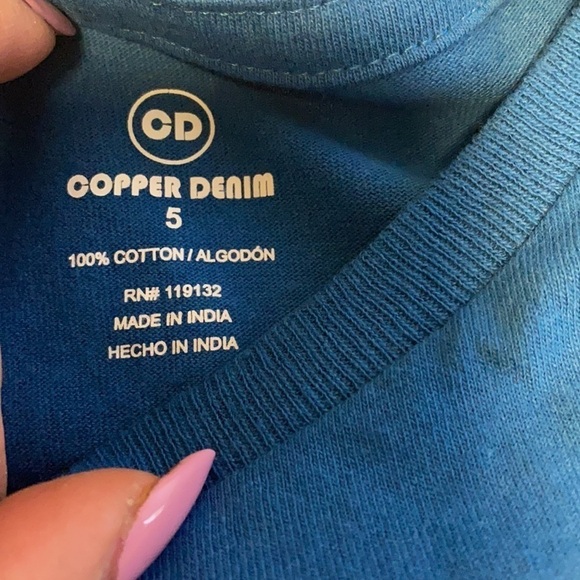 CD
COPPER DENIM
5
100% COTTON / ALGODÓN
RN# 119132
MADE IN INDIA
HECHO IN INDIA